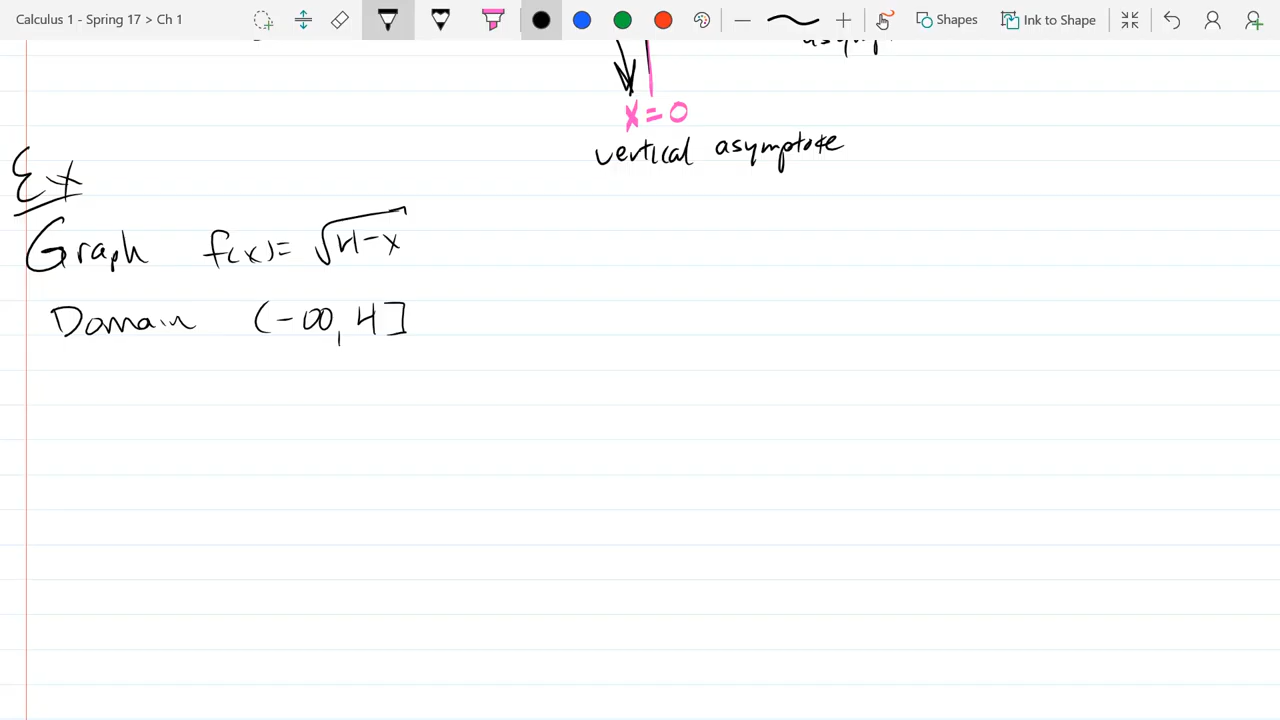 Calculus 1 - Spring 17 > Ch 1
Shapes
Ink to Shape
x = 0
vertical asymptote
Ex
Graph f(x) = √4-x
Domain (-∞, 4]